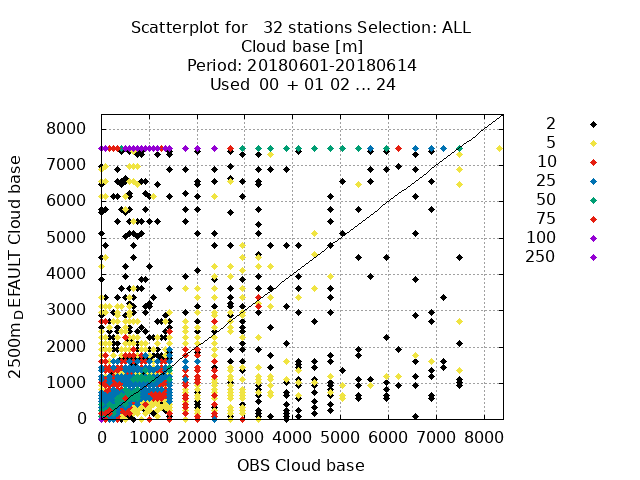 Scatterplot for 32 stations Selection: ALL
Cloud base [m]
Period: 20180601-20180614
Used 00 + 01 02 ... 24
8000
7000
6000
5000
4000
3000
2000
1000
0
2500m_DEFAULT Cloud base
0 1000 2000 3000 4000 5000 6000 7000 8000
OBS Cloud base
2
5
10
25
50
75
100
250